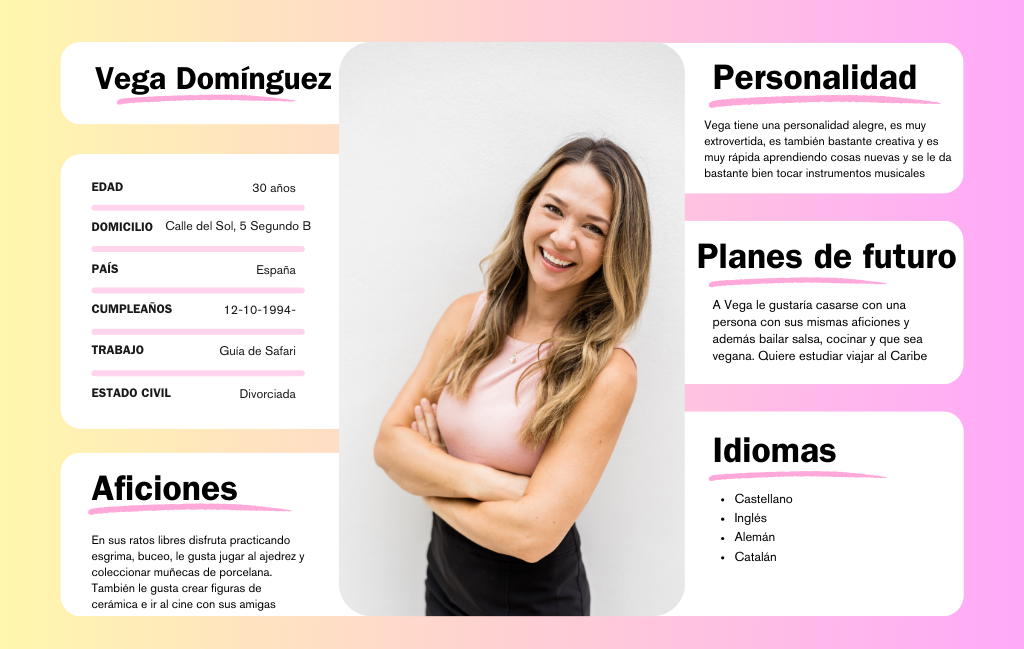 Vega Domínguez
EDAD 30 años
DOMICILIO Calle del Sol, 5 Segundo B
PAÍS España
CUMPLEAÑOS 12-10-1994-
TRABAJO Guia de Safari
ESTADO CIVIL Divorciada
Aficiones
En sus ratos libres disfruta practicando
esgrima, buceo, le gusta jugar al ajedrez y
coleccionar muñecas de porcelana.
También le gusta crear figuras de
cerámica e ir al cine con sus amigas
Personalidad
Vega tiene una personalidad alegre, es muy
extrovertida, es también bastante creativa y es
muy rápida aprendiendo cosas nuevas y se le da
bastante bien tocar instrumentos musicales
Planes de futuro
A Vega le gustaría casarse con una
persona con sus mismas aficiones y
además bailar salsa, cocinar y que sea
vegana. Quiere estudiar viajar al Caribe
Idiomas
• Castellano
• Inglés
• Alemán
• Catalán